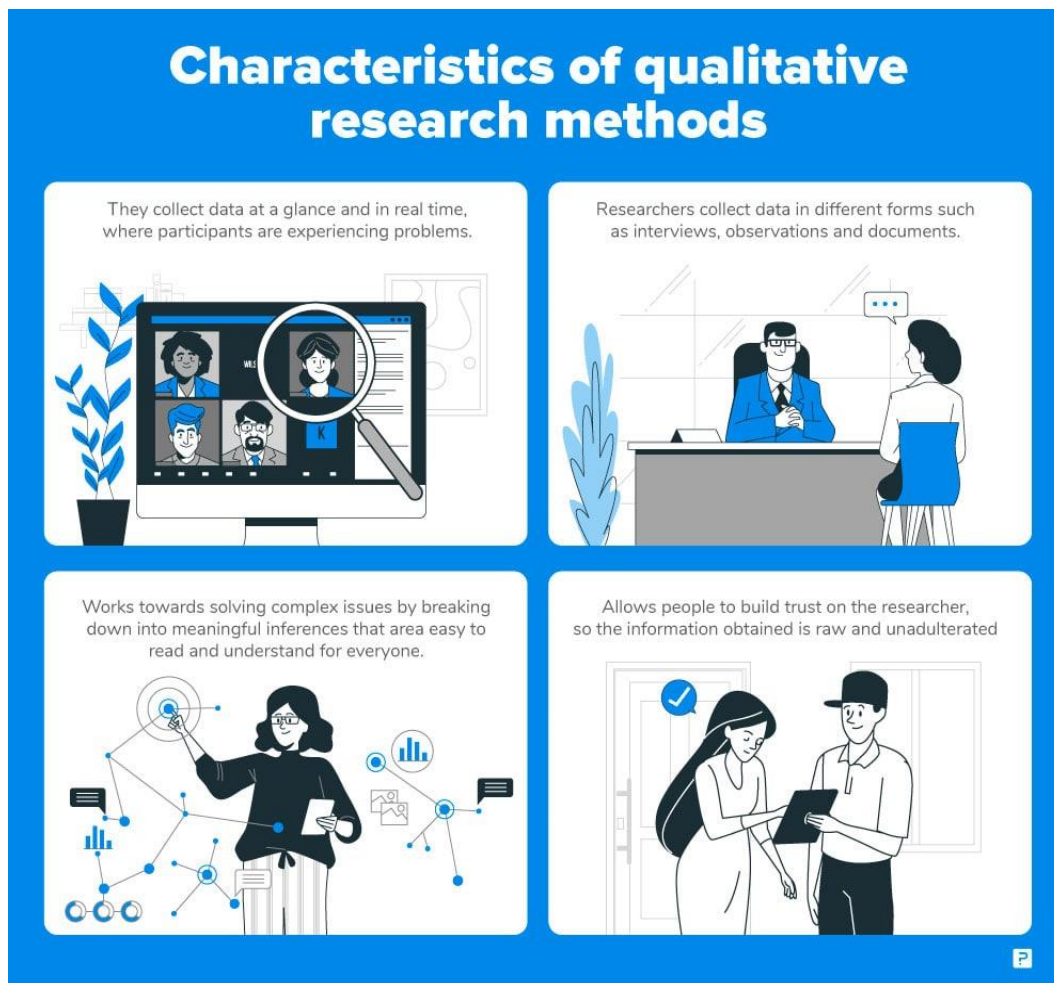 Characteristics of qualitative
research methods
They collect data at a glance and in real time,
where participants are experiencing problems.
Researchers collect data in different forms such
as interviews, observations and documents.
WILS
K
Works towards solving complex issues by breaking
down into meaningful inferences that area easy to
read and understand for everyone.
Allows people to build trust on the researcher,
so the information obtained is raw and unadulterated
?